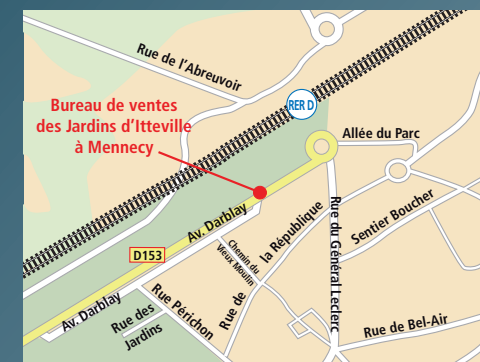 Rue de l'Abreuvoir
RER D
Bureau de ventes
des Jardins d'Itteville
à Mennecy
Allée du Parc
Av. Darblay
Rue de la République
Rue du Général Leclerc
Sentier Boucher
Chemin du
Vieux Moulin
D153
Av. Darblay
Rue des
Jardins
Rue Périchon
Rue de Bel-Air